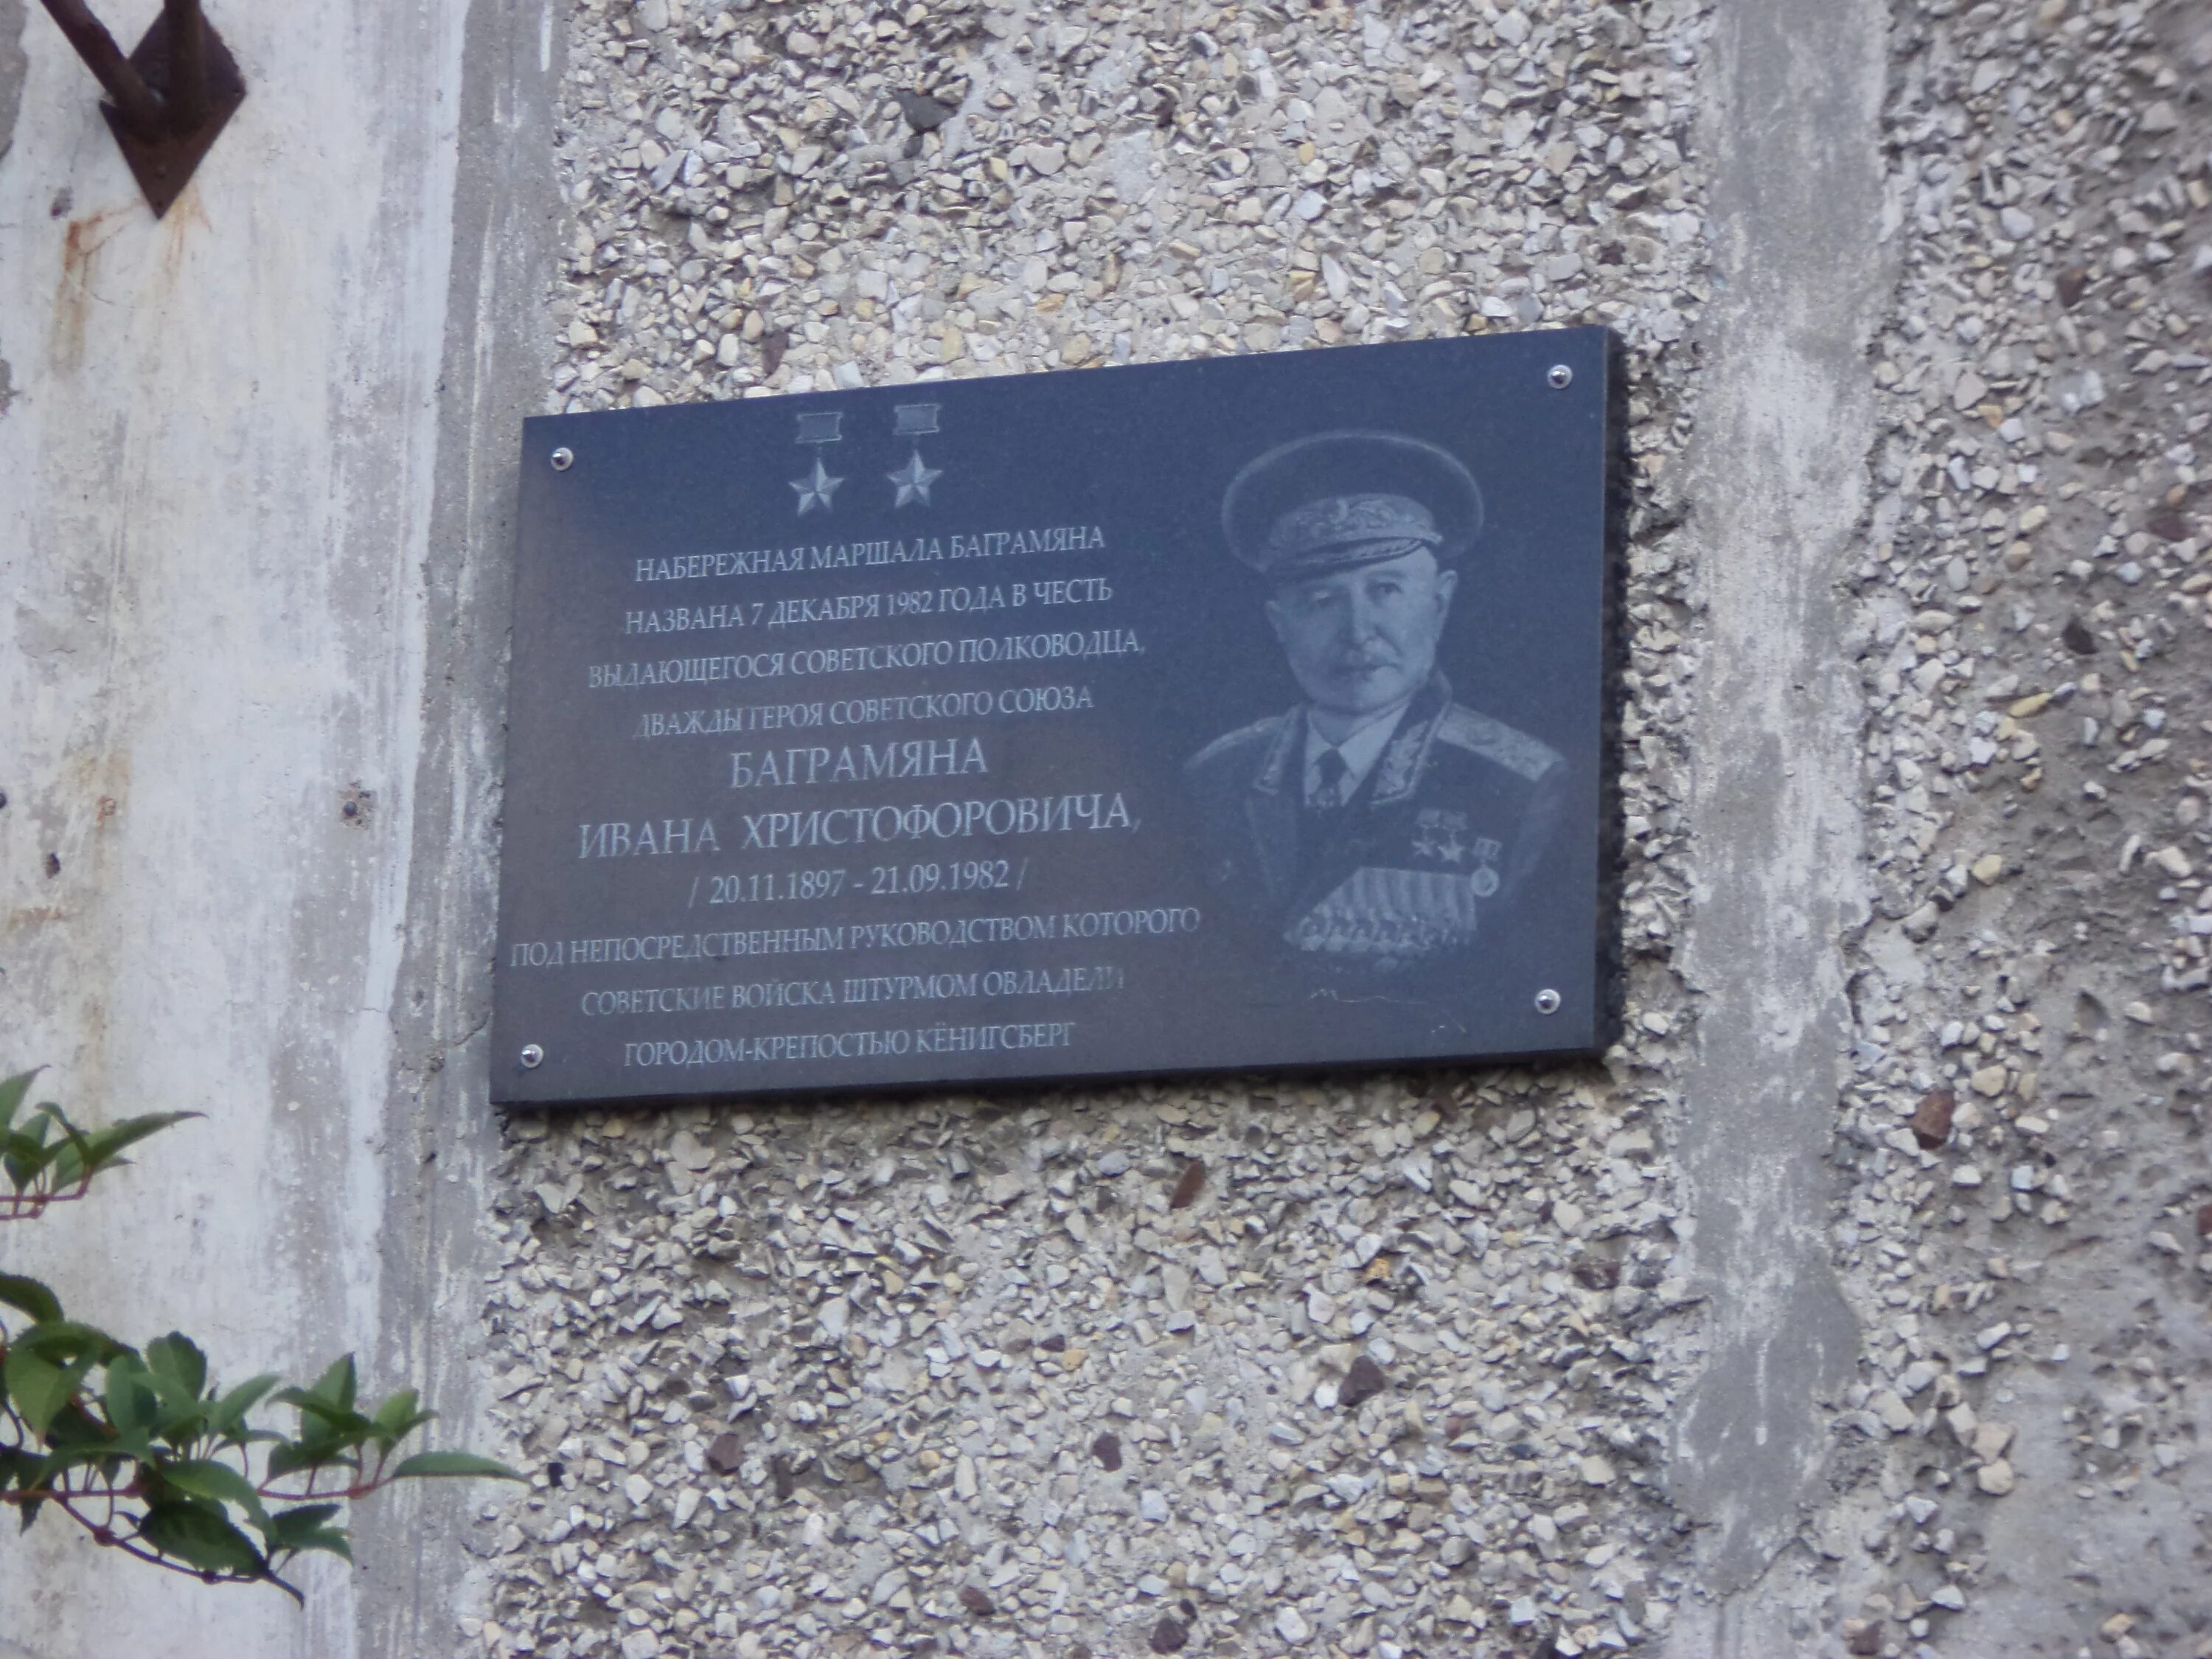 НАБЕРЕЖНАЯ МАРШАЛА БАГРАМЯНА
НАЗВАНА 7 ДЕКАБРЯ 1982 ГОДА В ЧЕСТЬ
ВЫДАЮЩЕГОСЯ СОВЕТСКОГО ПОЛКОВОДЦА,
ДВАЖДЫ ГЕРОЯ СОВЕТСКОГО СОЮЗА
БАГРАМЯНА
ИВАНА ХРИСТОФОРОВИЧА,
/ 20.11.1897 - 21.09.1982 /
ПОД НЕПОСРЕДСТВЕННЫМ РУКОВОДСТВОМ КОТОРОГО
СОВЕТСКИЕ ВОЙСКА ШТУРМОМ ОВЛАДЕЛИ
ГОРОДОМ-КРЕПОСТЬЮ КЁНИГСБЕРГ